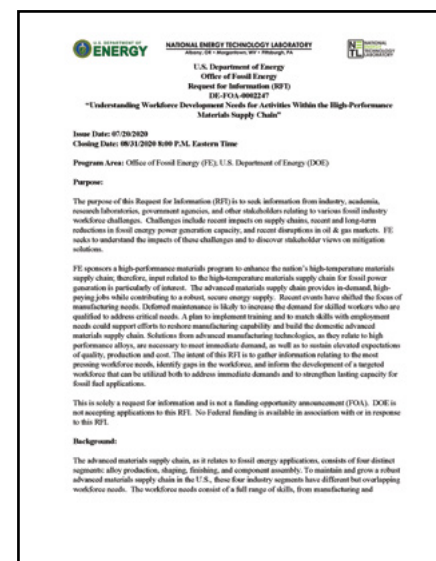 U.S. DEPARTMENT OF
ENERGY
NATIONAL ENERGY TECHNOLOGY LABORATORY
Albany, OR • Morgantown, WV • Pittsburgh, PA
NATIONAL
ENERGY
TECHNOLOGY
LABORATORY
NETL
U.S. Department of Energy
Office of Fossil Energy
Request for Information (RFI)
DE-FOA-0002247
“Understanding Workforce Development Needs for Activities Within the High-Performance
Materials Supply Chain”
Issue Date: 07/20/2020
Closing Date: 08/31/2020 8:00 P.M. Eastern Time
Program Area: Office of Fossil Energy (FE); U.S. Department of Energy (DOE)
Purpose:
The purpose of this Request for Information (RFI) is to seek information from industry, academia,
research laboratories, government agencies, and other stakeholders relating to various fossil industry
workforce challenges. Challenges include recent impacts on supply chains, recent and long-term
reductions in fossil energy power generation capacity, and recent disruptions in oil & gas markets. FE
seeks to understand the impacts of these challenges and to discover stakeholder views on mitigation
solutions.
FE sponsors a high-performance materials program to enhance the nation's high-temperature materials
supply chain; therefore, input related to the materials supply chain for fossil power
generation is particularly of interest. The advanced materials supply chain provides in-demand, high-
paying jobs while contributing to a robust, secure energy supply. Recent events have shifted the focus of
manufacturing needs. Deferred maintenance is likely to increase the demand for skilled workers who are
qualified to address critical needs. A plan to implement training and to match skills with employment
needs could support efforts to reshore manufacturing capability and build the domestic advanced
materials supply chain. Solutions from advanced manufacturing technologies, as they relate to high
performance alloys, are necessary to meet immediate demand, as well as to sustain elevated expectations
of quality, production and cost. The intent of this RFI is to gather information relating to the most
pressing workforce needs, identify gaps in the workforce, and inform the development of a targeted
workforce that can be utilized both to address immediate demands and to strengthen lasting capacity for
fossil fuel applications.
This is solely a request for information and is not a funding opportunity announcement (FOA). DOE is
not accepting applications to this RFI. No Federal funding is available in association with or in response
to this RFI.
Background:
The advanced materials supply chain, as it relates to fossil energy applications, consists of four distinct
segments: alloy production, shaping, finishing, and component assembly. To maintain and grow a robust
advanced materials supply chain in the U.S., these four industry segments have different but overlapping
workforce needs. The workforce needs consist of a full range of skills, from manufacturing and